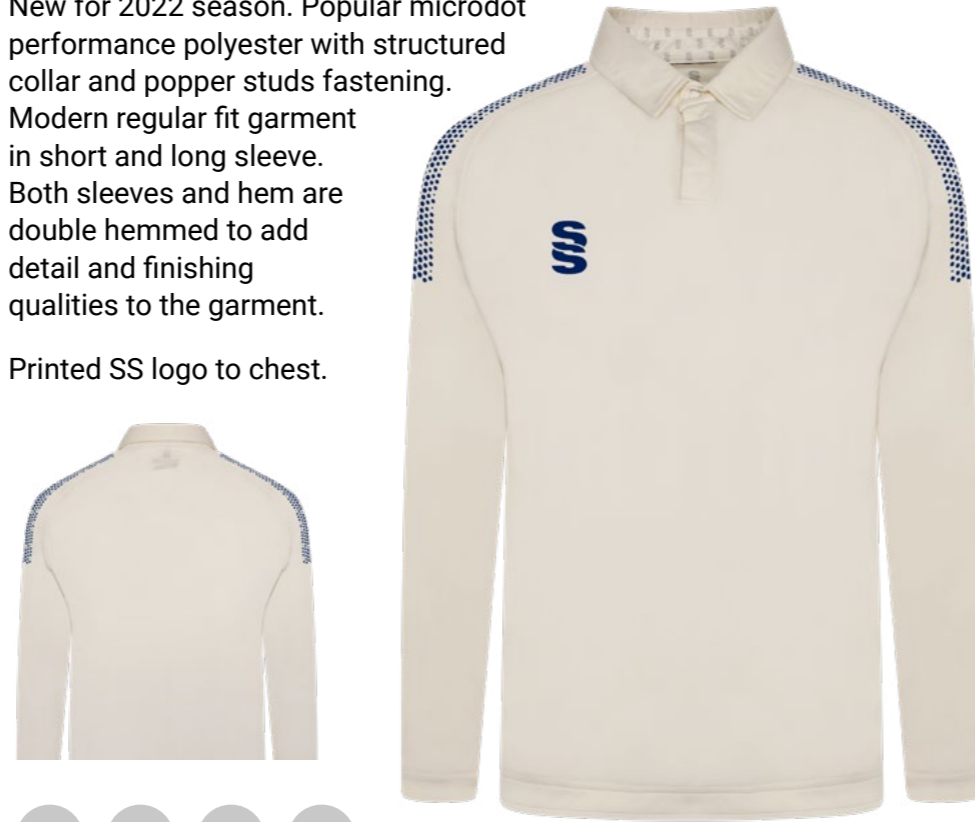 New for 2022 season. Popular microdot
performance polyester with structured
collar and popper studs fastening.
Modern regular fit garment
in short and long sleeve.
Both sleeves and hem are
double hemmed to add
detail and finishing
qualities to the garment.
Printed SS logo to chest.
SS